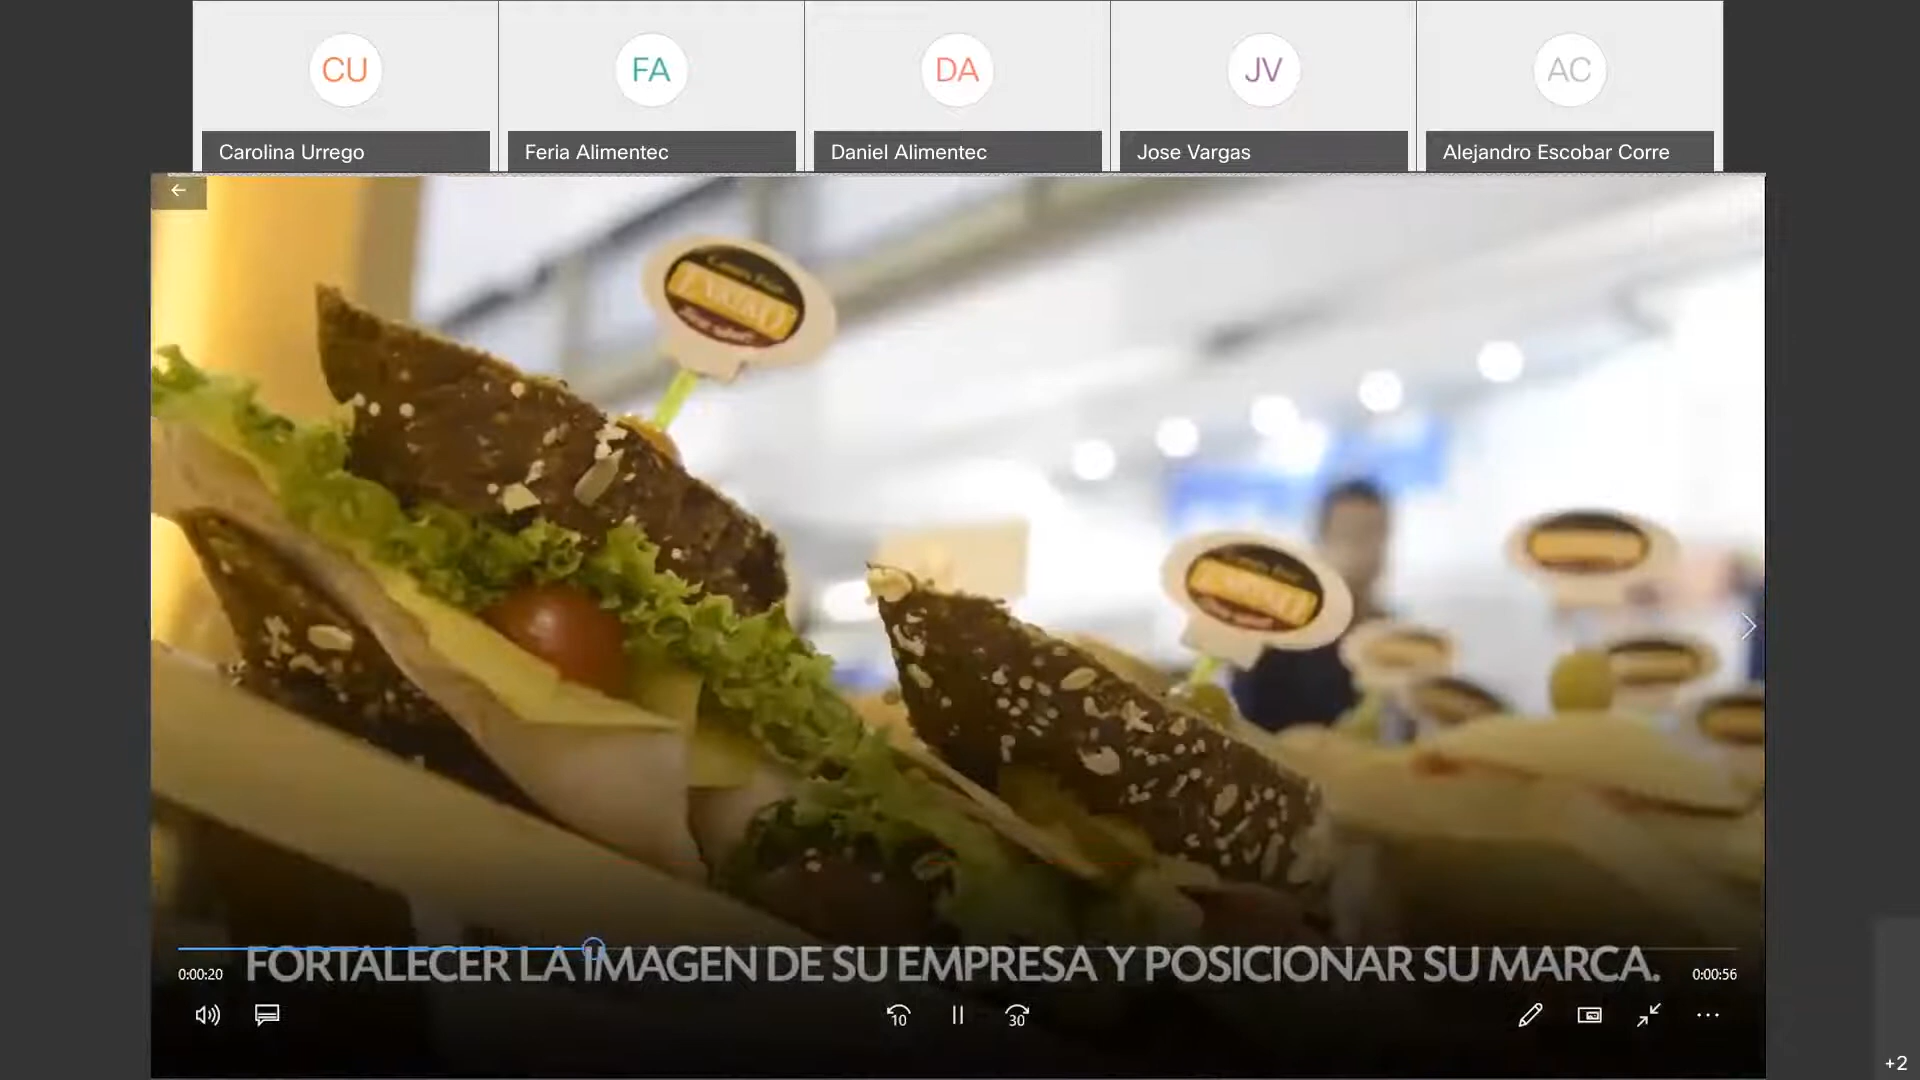 CU
FA
DA
JV
AC
Carolina Urrego
Feria Alimentec
Daniel Alimentec
Jose Vargas
Alejandro Escobar Corre
FORTALECER LA IMAGEN DE SU EMPRESA Y POSICIONAR SU MARCA.
0:00:20
0:00:56
10
30
+2